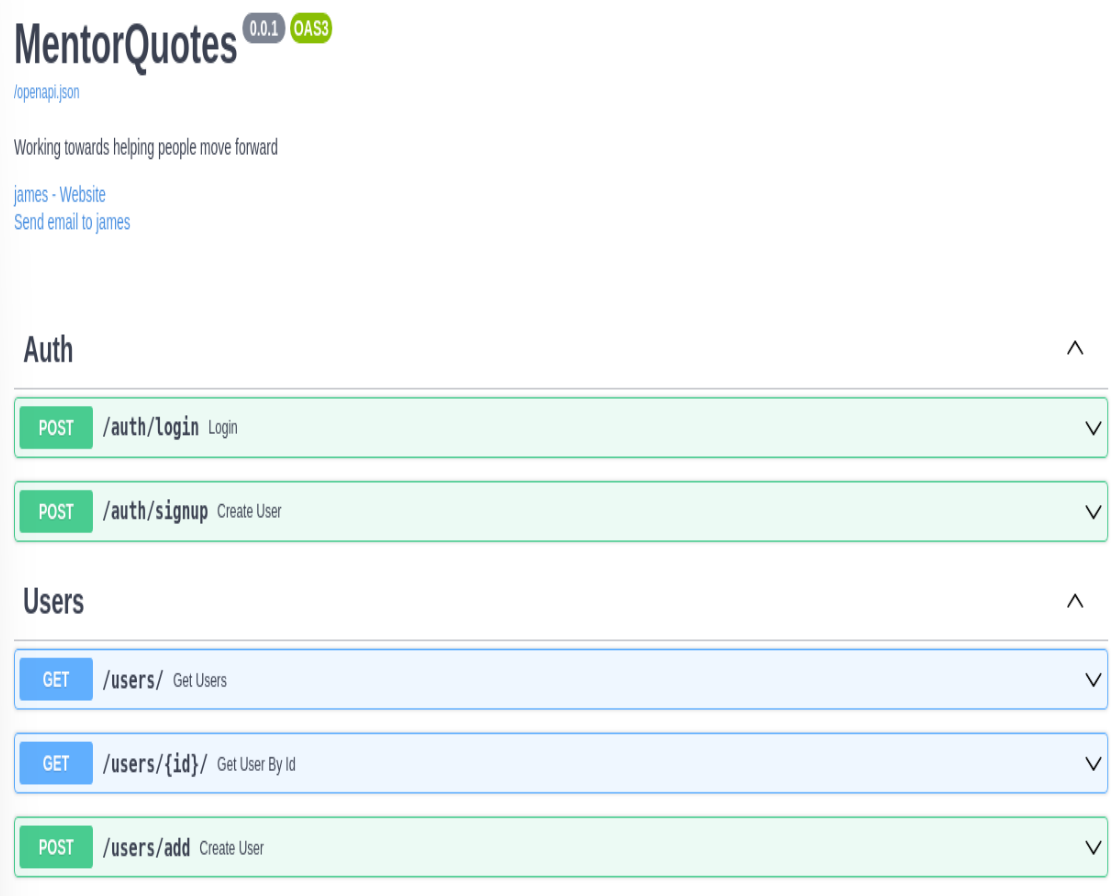 MentorQuotes 0.0.1 OAS3
/openapi.json
Working towards helping people move forward
james - Website
Send email to james
Auth
POST /auth/login Login
POST /auth/signup Create User
Users
GET /users/ Get Users
GET /users/{id}/ Get User By Id
POST /users/add Create User